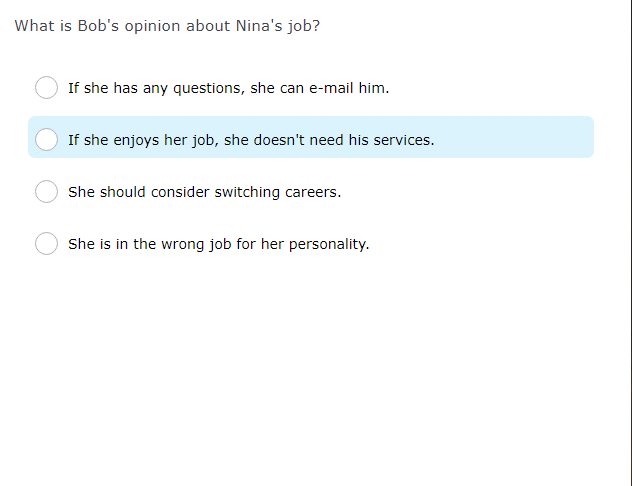 What is Bob's opinion about Nina's job?
If she has any questions, she can e-mail him.
If she enjoys her job, she doesn't need his services.
She should consider switching careers.
She is in the wrong job for her personality.